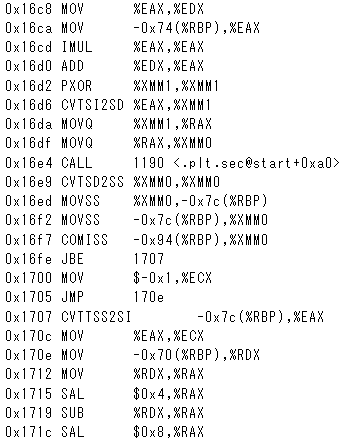 0x16c8 MOV %EAX,%EDX
0x16ca MOV -0x74(%RBP),%EAX
0x16cd IMUL %EAX,%EAX
0x16d0 ADD %EDX,%EAX
0x16d2 PXOR %XMM1,%XMM1
0x16d6 CVTSI2SD %EAX,%XMM1
0x16da MOVQ %XMM1,%RAX
0x16df MOVQ %RAX,%XMM0
0x16e4 CALL 1190 <.plt.sec@start+0xa0>
0x16e9 CVTSD2SS %XMM0,%XMM0
0x16ed MOVSS %XMM0,-0x7c(%RBP)
0x16f2 MOVSS -0x7c(%RBP),%XMM0
0x16f7 COMISS -0x94(%RBP),%XMM0
0x16fe JBE 1707
0x1700 MOV $-0x1,%ECX
0x1705 JMP 170e
0x1707 CVTTSS2SI -0x7c(%RBP),%EAX
0x170c MOV %EAX,%ECX
0x170e MOV -0x70(%RBP),%RDX
0x1712 MOV %RDX,%RAX
0x1715 SAL $0x4,%RAX
0x1719 SUB %RDX,%RAX
0x171c SAL $0x8,%RAX